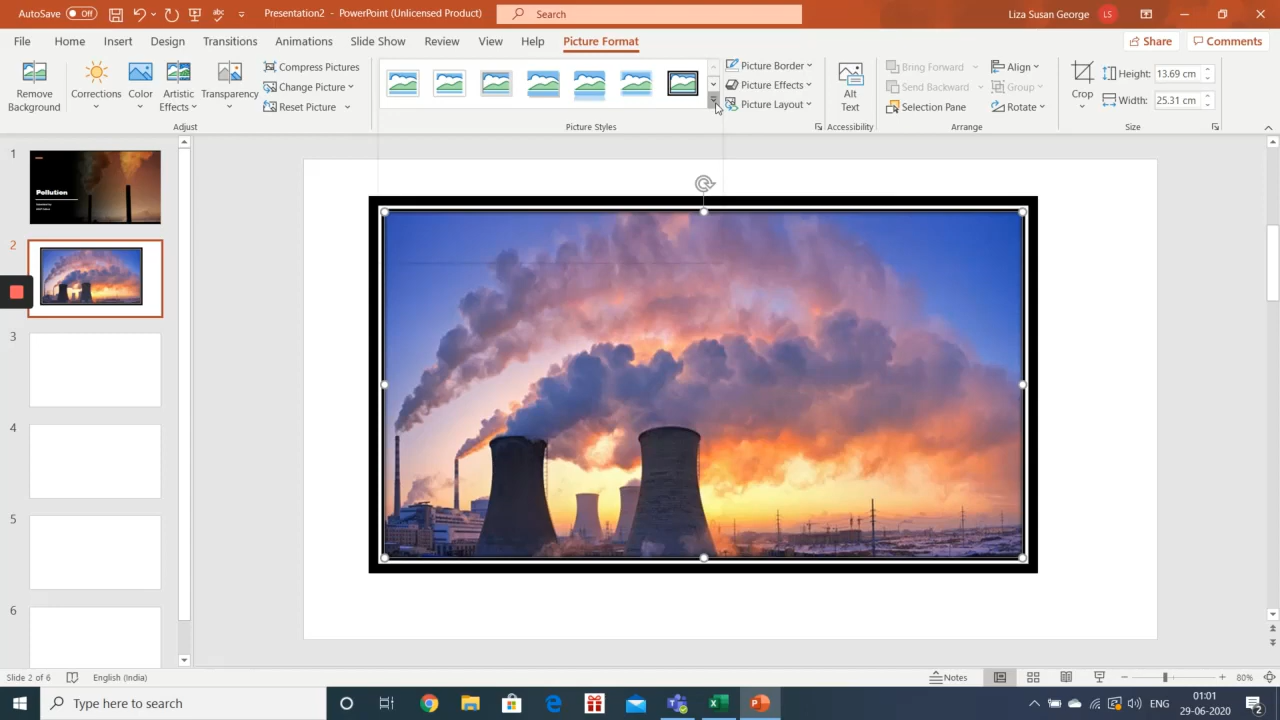 AutoSave Off Presentation2 - PowerPoint (Unlicensed Product) Search Liza Susan George LS
File Home Insert Design Transitions Animations Slide Show Review View Help Picture Format Share Comments
Remove Background
Corrections
Color
Artistic Effects
Transparency
Compress Pictures
Change Picture
Reset Picture
Adjust
Picture Border
Picture Effects
Picture Layout
Picture Styles
Alt Text
Accessibility
Bring Forward
Send Backward
Selection Pane
Align
Group
Rotate
Arrange
Crop
Height: 13.69 cm
Width: 25.31 cm
Size
1
Pollution
2
3
4
5
6
Slide 2 of 6 English (India) Notes 80%
Type here to search
ENG
01:01
29-06-2020
2